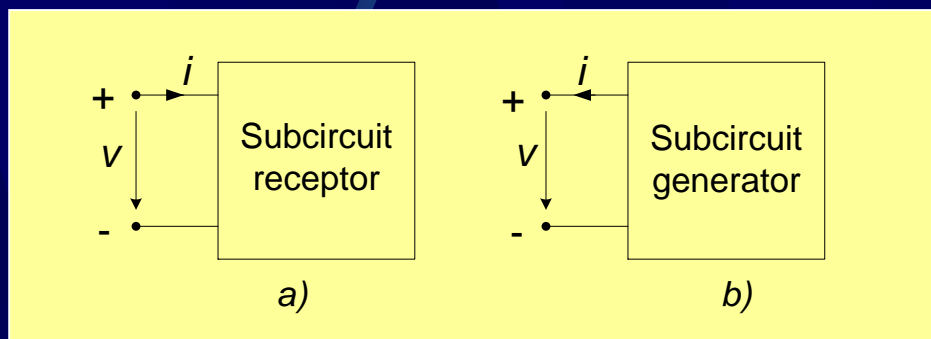 i
+
v
-
Subcircuit
receptor
a)
i
+
v
-
Subcircuit
generator
b)